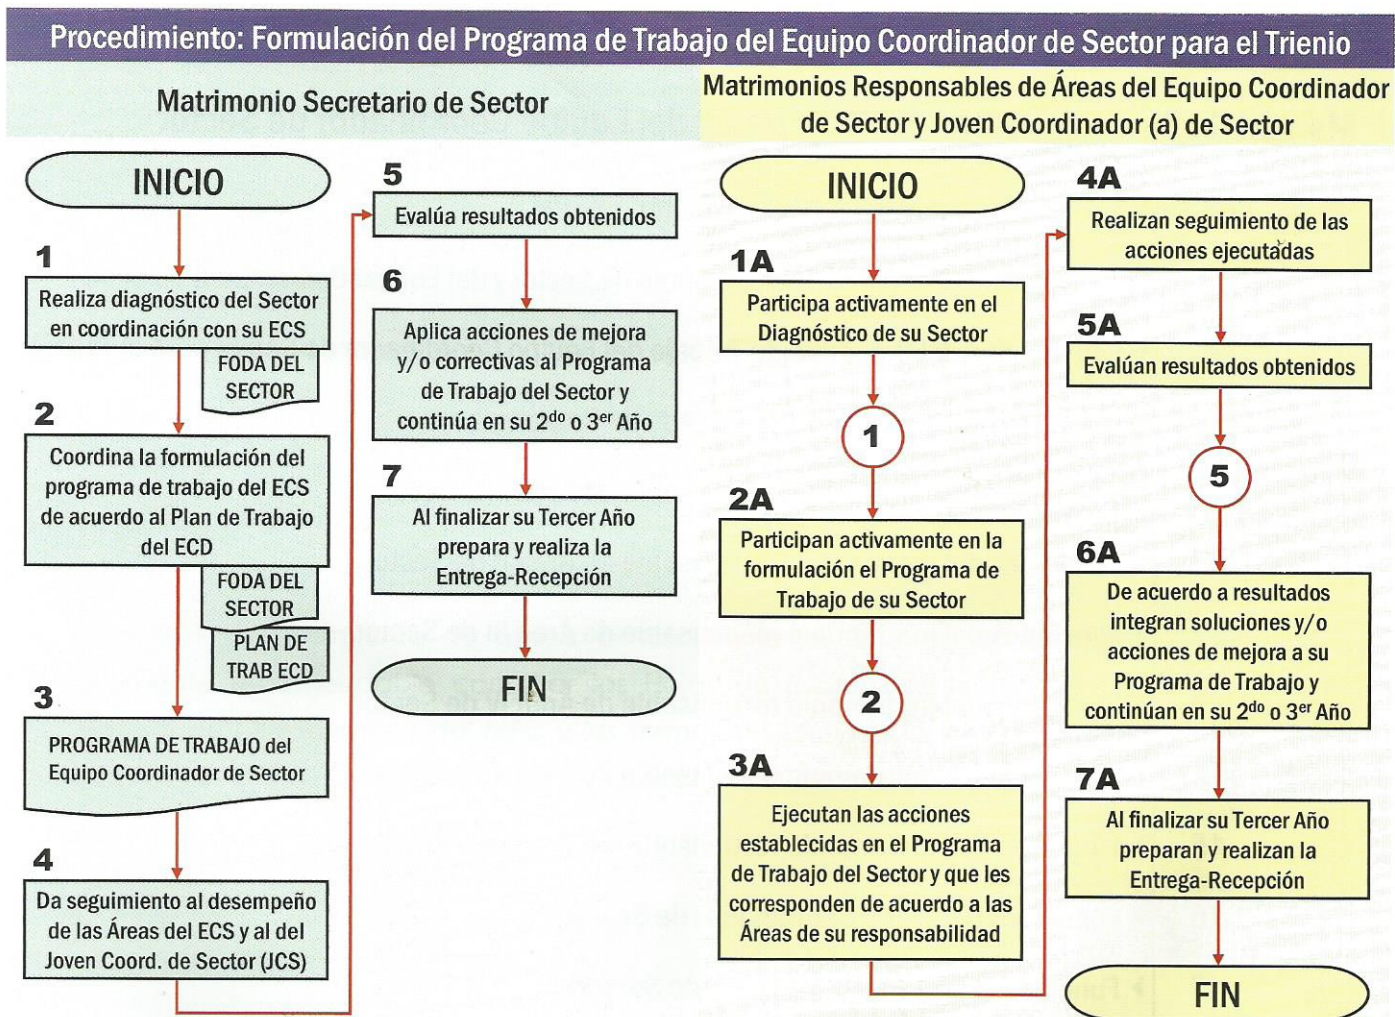 Procedimiento: Formulación del Programa de Trabajo del Equipo Coordinador de Sector para el Trienio
Matrimonio Secretario de Sector
INICIO
1
Realiza diagnóstico del Sector
en coordinación con su ECS
FODA DEL
SECTOR
2
Coordina la formulación del
programa de trabajo del ECS
de acuerdo al Plan de Trabajo
del ECD
FODA DEL
SECTOR
PLAN DE
TRAB ECD
3
PROGRAMA DE TRABAJO del
Equipo Coordinador de Sector
4
Da seguimiento al desempeño
de las Áreas del ECS y al del
Joven Coord. de Sector (JCS)
5
Evalúa resultados obtenidos
6
Aplica acciones de mejora
y/o correctivas al Programa
de Trabajo del Sector y
continúa en su 2do o 3er Año
7
Al finalizar su Tercer Año
prepara y realiza la
Entrega-Recepción
FIN
Matrimonios Responsables de Áreas del Equipo Coordinador
de Sector y Joven Coordinador (a) de Sector
INICIO
1A
Participa activamente en el
Diagnóstico de su Sector
1
2A
Participan activamente en la
formulación el Programa de
Trabajo de su Sector
2
3A
Ejecutan las acciones
establecidas en el Programa
de Trabajo del Sector y que les
corresponden de acuerdo a las
Áreas de su responsabilidad
4A
Realizan seguimiento de las
acciones ejecutadas
5A
Evalúan resultados obtenidos
5
6A
De acuerdo a resultados
integran soluciones y/o
acciones de mejora a su
Programa de Trabajo y
continúan en su 2do o 3er Año
7A
Al finalizar su Tercer Año
preparan y realizan la
Entrega-Recepción
FIN